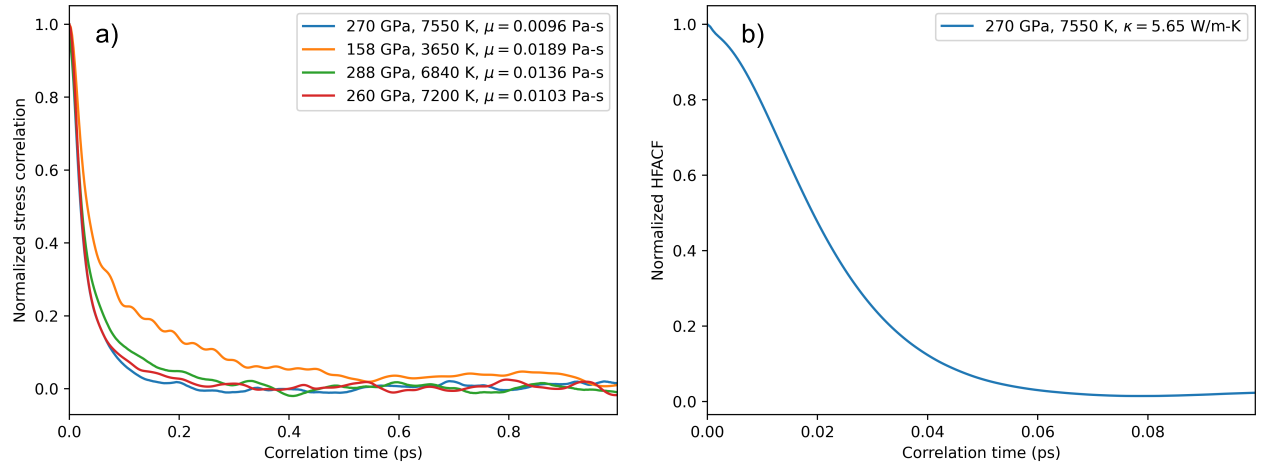 a)
270 GPa, 7550 K, μ = 0.0096 Pa-s
158 GPa, 3650 K, μ = 0.0189 Pa-s
288 GPa, 6840 K, μ = 0.0136 Pa-s
260 GPa, 7200 K, μ = 0.0103 Pa-s
Normalized stress correlation
1.0
0.8
0.6
0.4
0.2
0.0
0.0 0.2 0.4 0.6 0.8
Correlation time (ps)
b)
270 GPa, 7550 K, κ = 5.65 W/m-K
Normalized HFACF
1.0
0.8
0.6
0.4
0.2
0.0
0.00 0.02 0.04 0.06 0.08
Correlation time (ps)